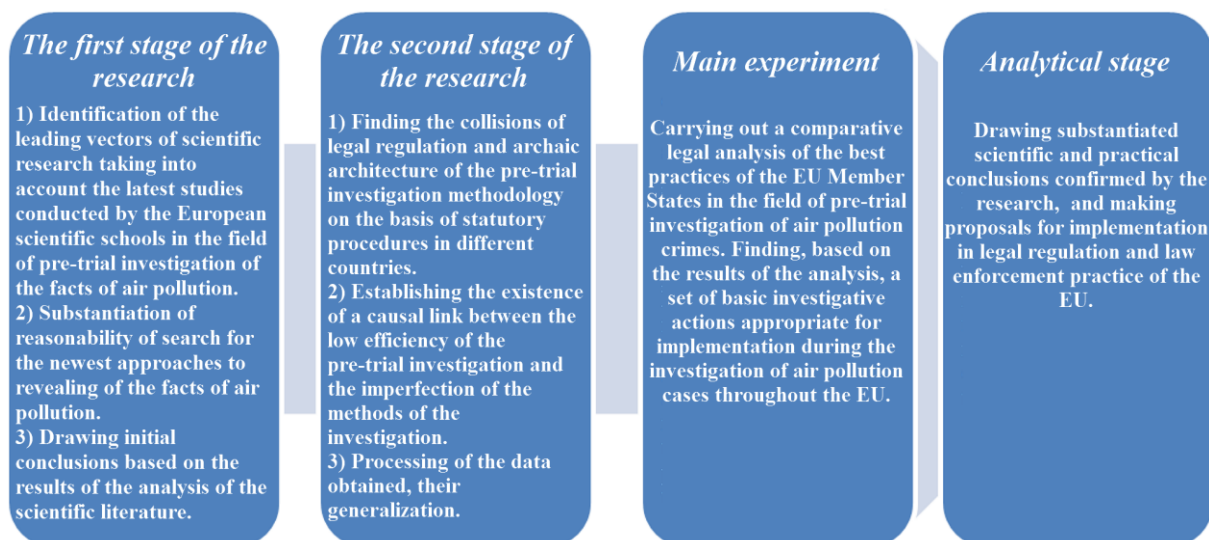 The first stage of the
research
1) Identification of the
leading vectors of scientific
research taking into
account the latest studies
conducted by the European
scientific schools in the field
of pre-trial investigation of
the facts of air pollution.
2) Substantiation of
reasonability of search for
the newest approaches to
revealing of the facts of air
pollution.
3) Drawing initial
conclusions based on the
results of the analysis of the
scientific literature.
The second stage of
the research
1) Finding the collisions of
legal regulation and archaic
architecture of the pre-trial
investigation methodology
on the basis of statutory
procedures in different
countries.
2) Establishing the existence
of a causal link between the
low efficiency of the
pre-trial investigation and
the imperfection of the
methods of the
investigation.
3) Processing of the data
obtained, their
generalization.
Main experiment
Carrying out a comparative
legal analysis of the best
practices of the EU Member
States in the field of pre-trial
investigation of air pollution
crimes. Finding, based on
the results of the analysis, a
set of basic investigative
actions appropriate for
implementation during the
investigation of air pollution
cases throughout the EU.
Analytical stage
Drawing substantiated
scientific and practical
conclusions confirmed by the
research, and making
proposals for implementation
in legal regulation and law
enforcement practice of the
EU.